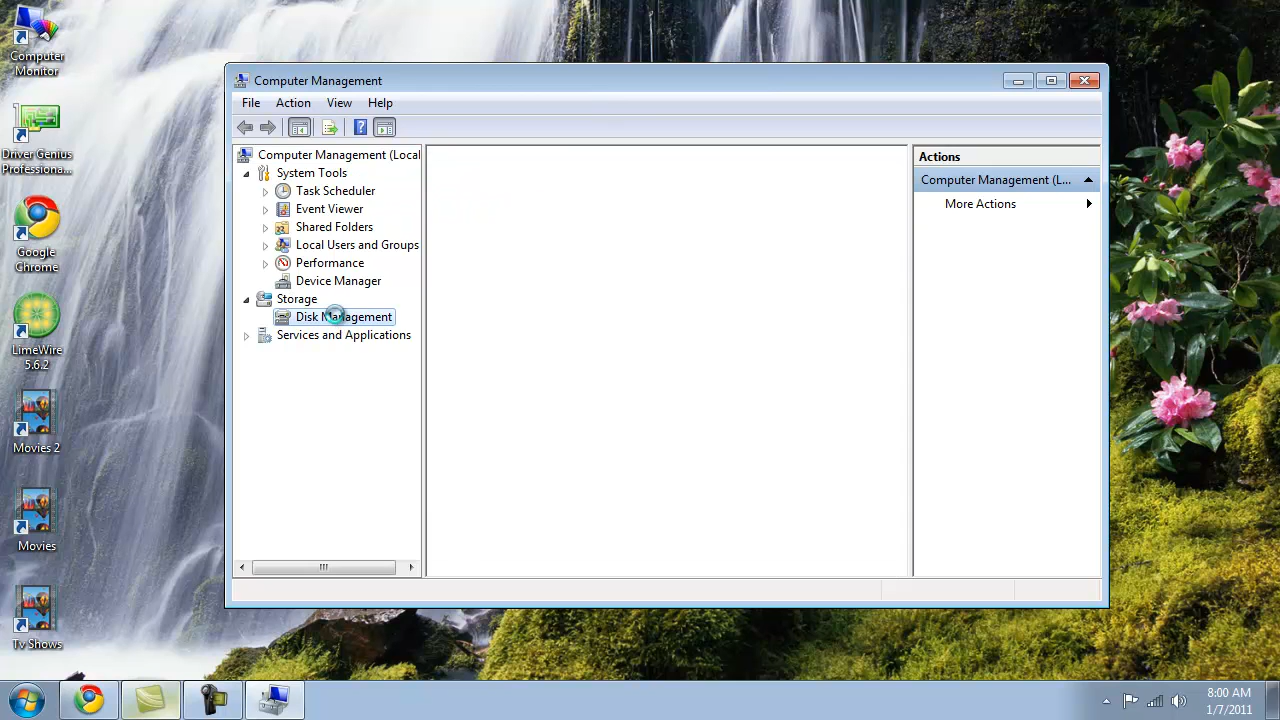 Computer
Monitor
Driver Genius
Professiona...
Google
Chrome
LimeWire
5.6.2
Movies 2
Movies
Tv Shows
Computer Management
File Action View Help
Computer Management (Local
System Tools
Task Scheduler
Event Viewer
Shared Folders
Local Users and Groups
Performance
Device Manager
Storage
Disk Management
Services and Applications
Actions
Computer Management (L...
More Actions
8:00 AM
1/7/2011